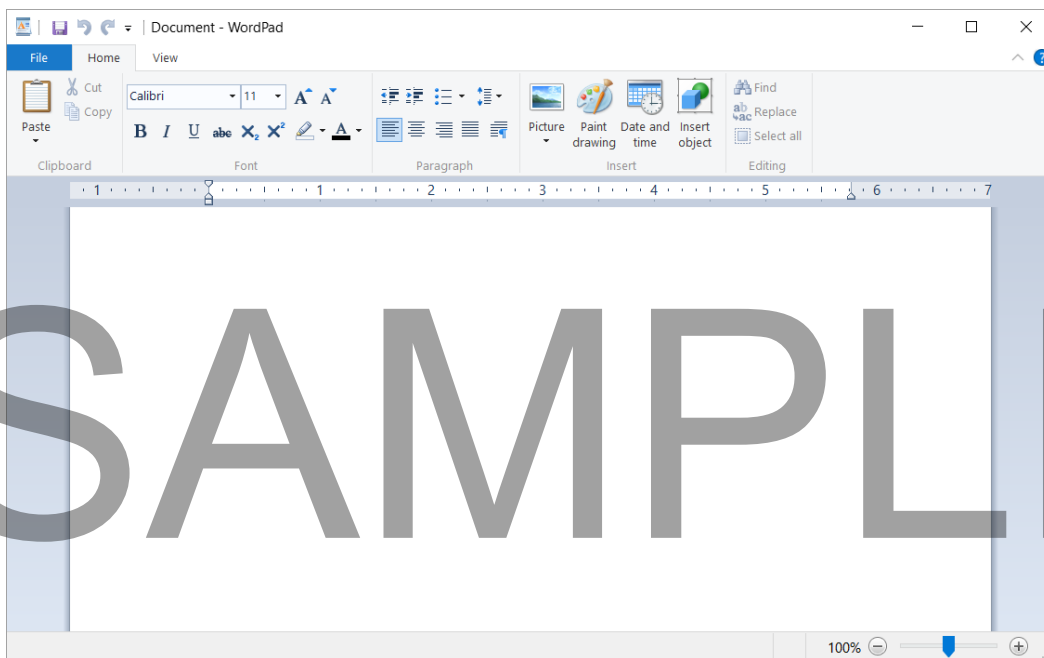 Document - WordPad
File Home View
Cut
Copy
Paste
Clipboard
Calibri 11
B I U abc X₂ X² A
Font
Paragraph
Picture
Paint drawing
Date and time
Insert object
Insert
Find
Replace
Select all
Editing
1 1 2 3 4 5 6 7
SAMPL
100%